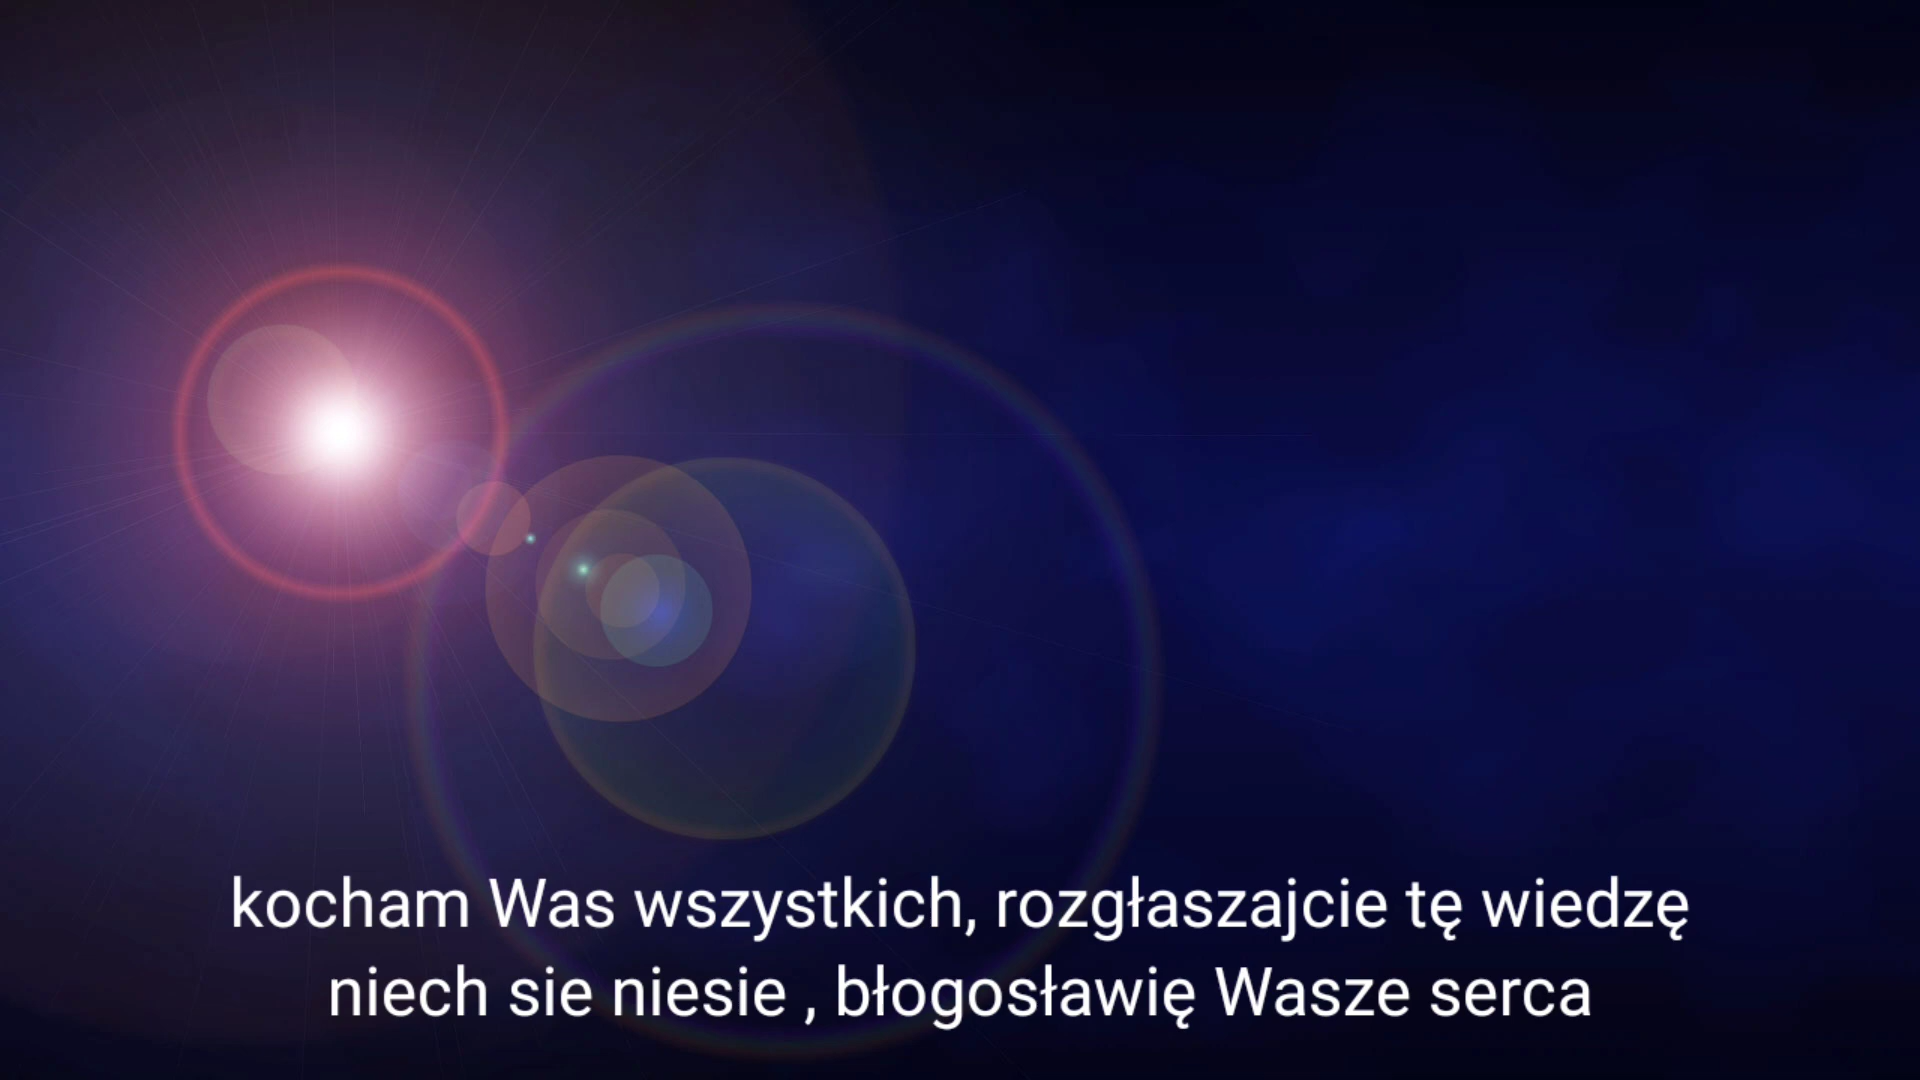 kocham Was wszystkich, rozgłaszajcie tę wiedzę
niech sie niesie , błogosławię Wasze serca